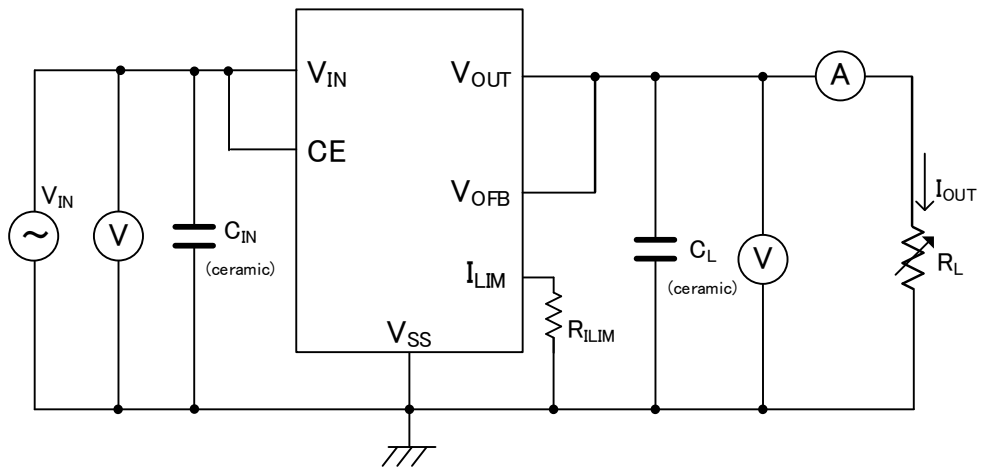 V_IN
V_OUT
A
CE
V_OFB
V_IN
I_OUT
~
V
C_IN
(ceramic)
C_L
(ceramic)
V
R_L
I_LIM
R_ILIM
V_SS